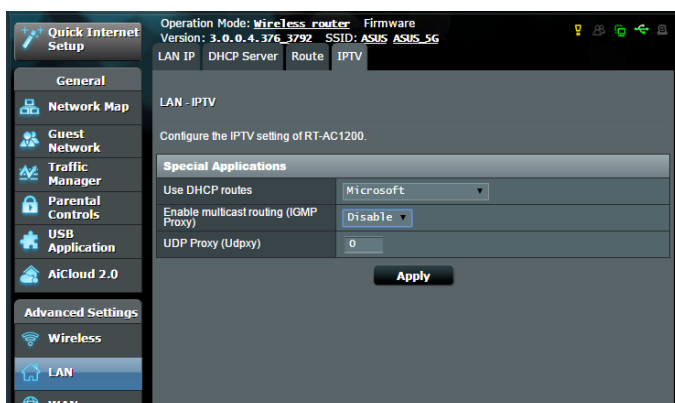 Quick Internet
Setup
General
Network Map
Guest
Network
Traffic
Manager
Parental
Controls
USB
Application
AiCloud 2.0
Advanced Settings
Wireless
LAN
WAN
Operation Mode: Wireless router Firmware
Version: 3.0.0.4.376_3792 SSID: ASUS ASUS_5G
LAN IP DHCP Server Route IPTV
LAN - IPTV
Configure the IPTV setting of RT-AC1200.
Special Applications
Use DHCP routes Microsoft
Enable multicast routing (IGMP
Proxy) Disable
UDP Proxy (Udpxy) 0
Apply